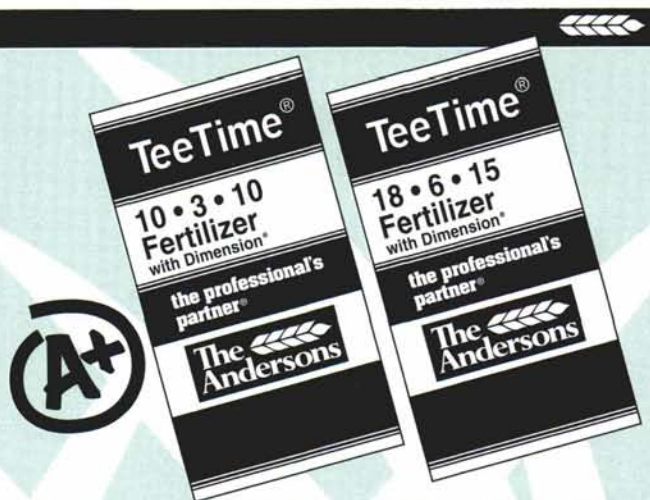 TeeTime®
10 • 3 • 10
Fertilizer
with Dimension®
the professional's
partner®
The
Andersons
TeeTime®
18 • 6 • 15
Fertilizer
with Dimension®
the professional's
partner®
The
Andersons
A+